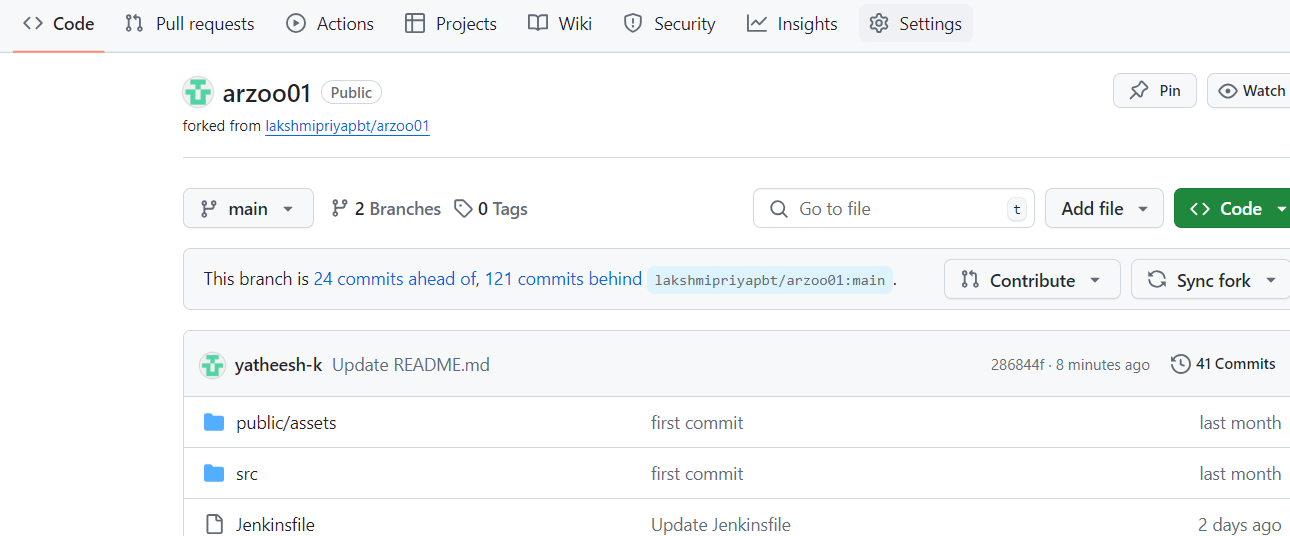 Code Pull requests Actions Projects Wiki Security Insights Settings
arzoo01 Public Pin Watch
forked from lakshmipriyapbt/arzoo01
main 2 Branches 0 Tags Go to file t Add file Code
This branch is 24 commits ahead of, 121 commits behind lakshmipriyapbt/arzoo01:main . Contribute Sync fork
yatheesh-k Update README.md 286844f · 8 minutes ago 41 Commits
public/assets first commit last month
src first commit last month
Jenkinsfile Update Jenkinsfile 2 days ago